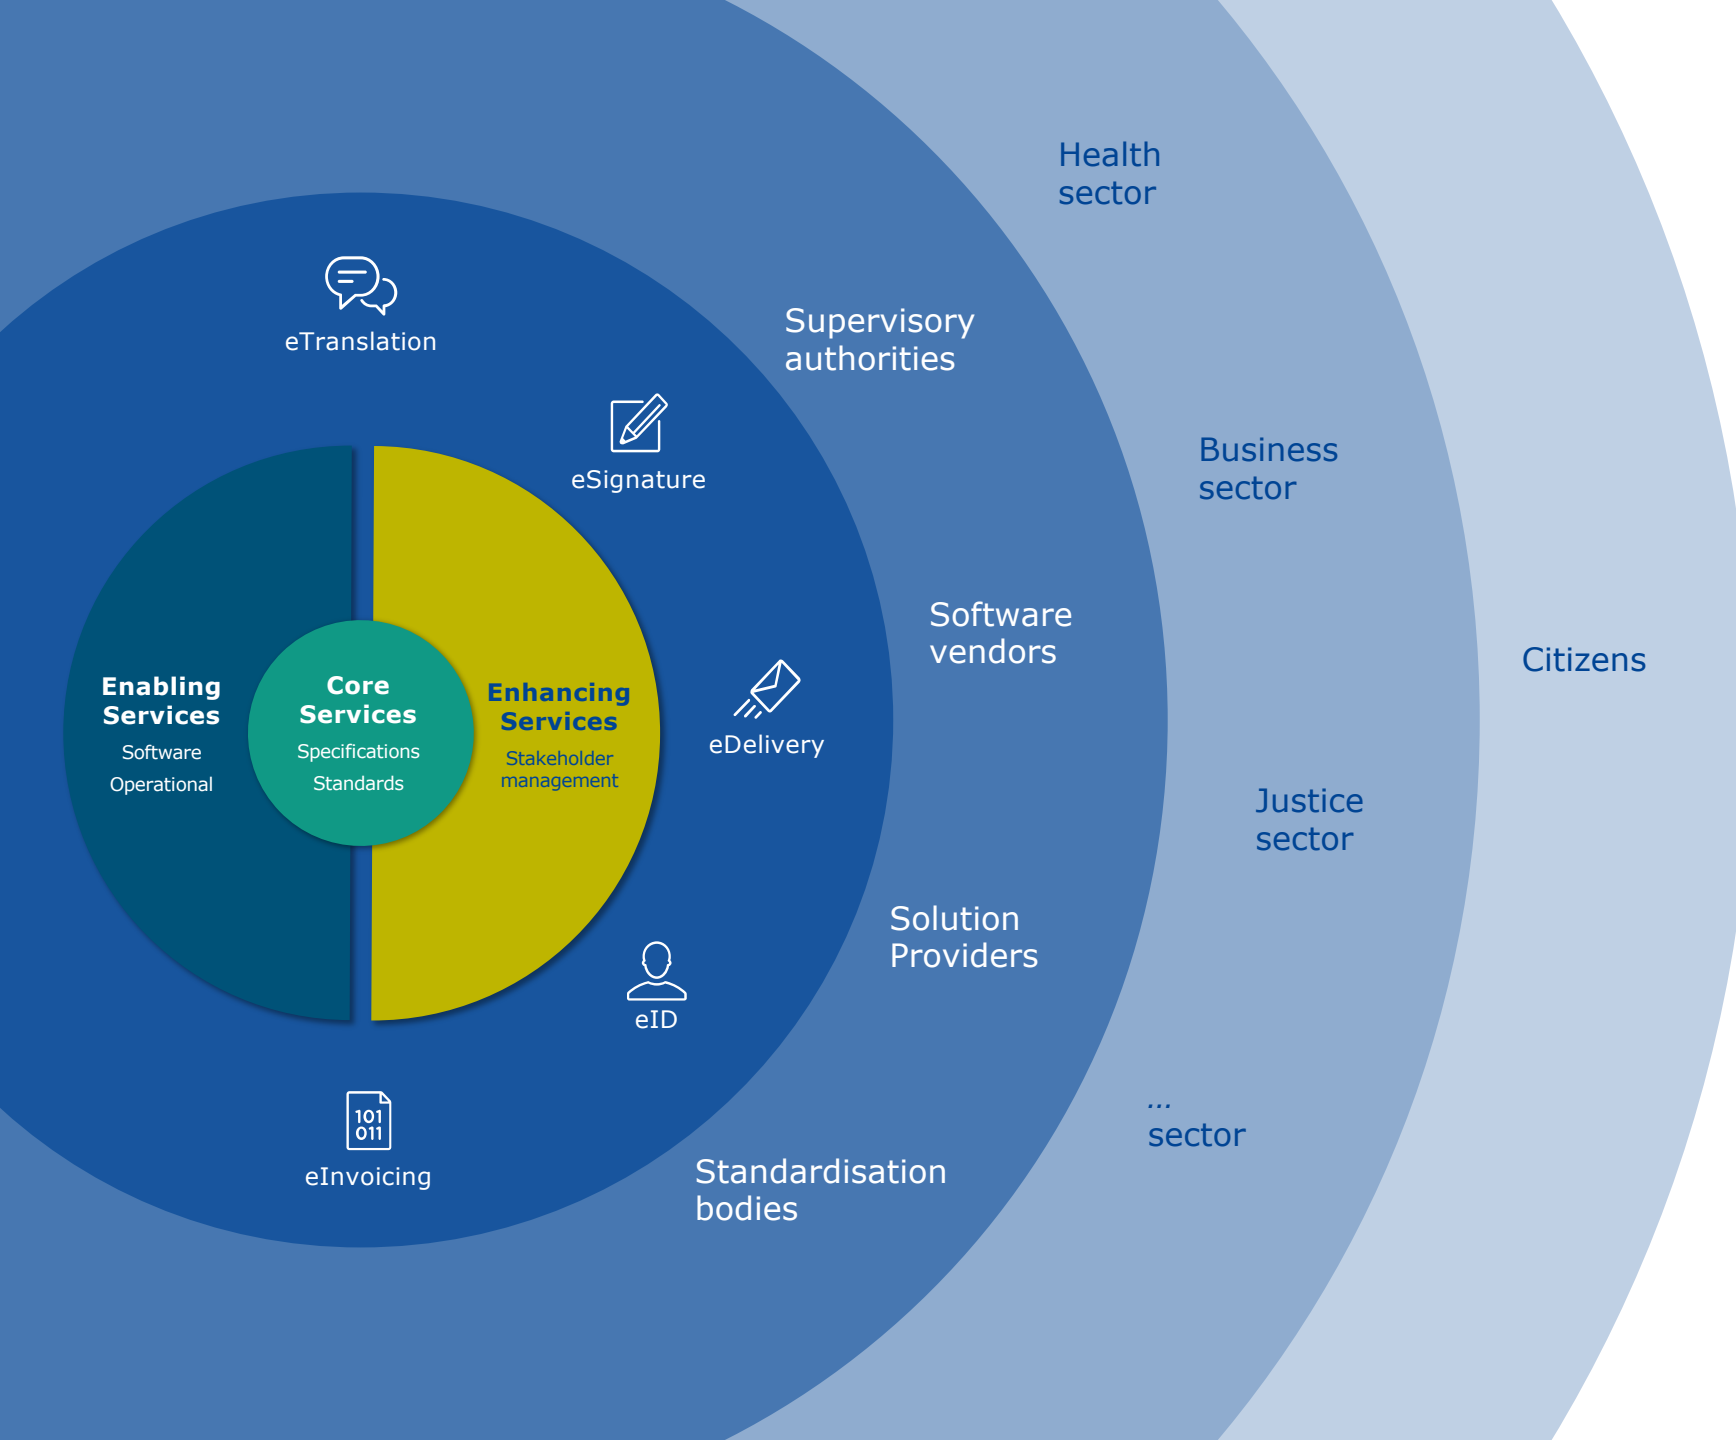 Health
sector
Supervisory
authorities
eTranslation
Business
sector
eSignature
Software
vendors
Citizens
Enabling
Services
Software
Operational
Core
Services
Specifications
Standards
Enhancing
Services
Stakeholder
management
eDelivery
Justice
sector
Solution
Providers
eID
...
sector
101
011
eInvoicing
Standardisation
bodies